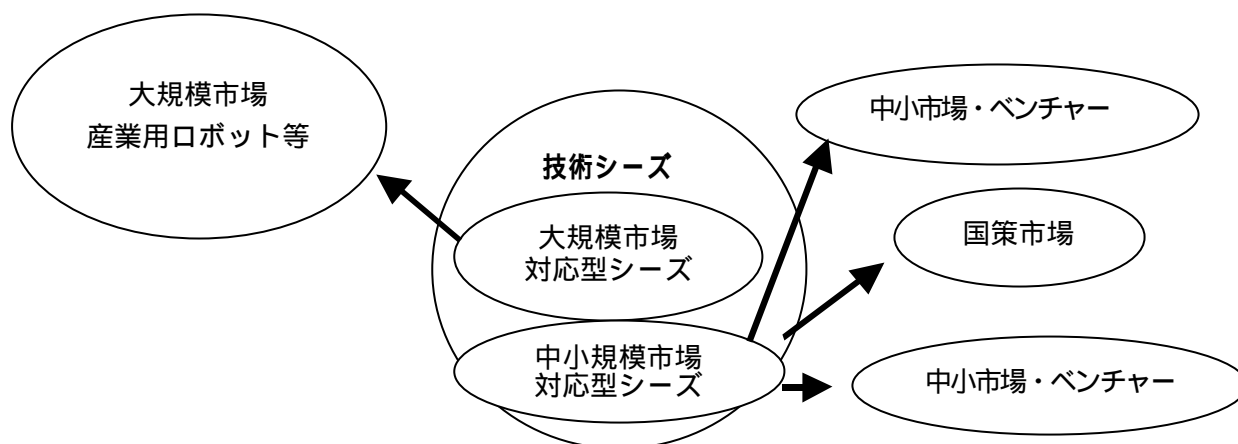 大規模市場
産業用ロボット等
技術シーズ
大規模市場
対応型シーズ
中小規模市場
対応型シーズ
中小市場・ベンチャー
国策市場
中小市場・ベンチャー